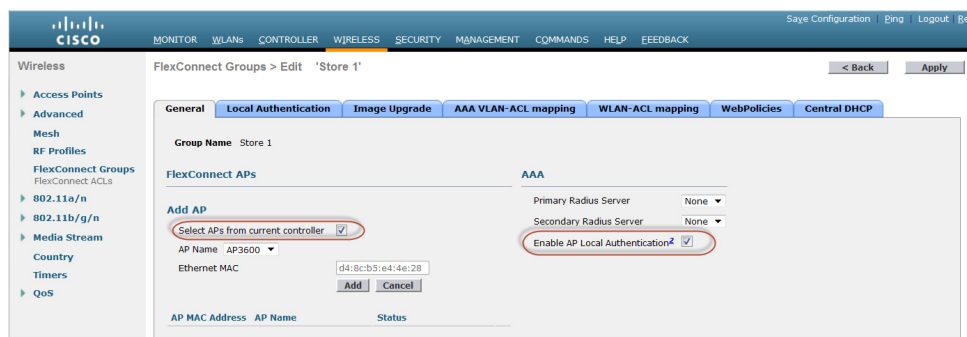 Save Configuration Ping Logout Re
CISCO
MONITOR WLANs CONTROLLER WIRELESS SECURITY MANAGEMENT COMMANDS HELP FEEDBACK
Wireless
FlexConnect Groups > Edit 'Store 1'
< Back
Apply
Access Points
Advanced
Mesh
RF Profiles
FlexConnect Groups
FlexConnect ACLs
802.11a/n
802.11b/g/n
Media Stream
Country
Timers
QoS
General Local Authentication Image Upgrade AAA VLAN-ACL mapping WLAN-ACL mapping WebPolicies Central DHCP
Group Name Store 1
FlexConnect APs
Add AP
Select APs from current controller
AP Name AP3600
Ethernet MAC d4:8c:b5:e4:4e:28
Add Cancel
AP MAC Address AP Name Status
AAA
Primary Radius Server None
Secondary Radius Server None
Enable AP Local Authentication2